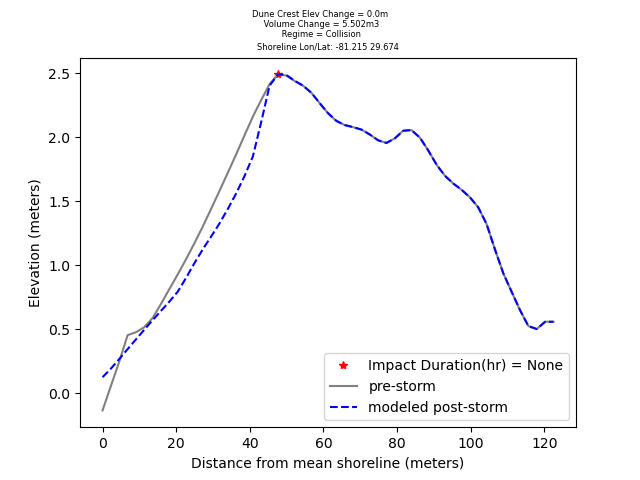 Dune Crest Elev Change = 0.0m
Volume Change = 5.502m3
Regime = Collision
Shoreline Lon/Lat: -81.215 29.674
2.5
2.0
1.5
1.0
0.5
0.0
Elevation (meters)
Impact Duration(hr) = None
pre-storm
modeled post-storm
0 20 40 60 80 100 120
Distance from mean shoreline (meters)